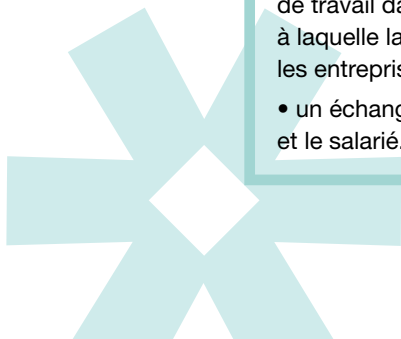 de travail da
à laquelle la
les entrepris
• un échang
et le salarié.